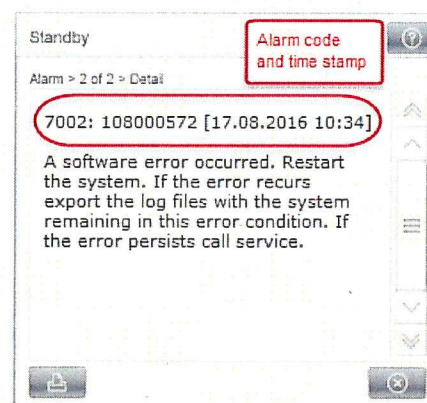 Standby
Alarm code
and time stamp
Alarm > 2 of 2 > Detail
7002: 108000572 [17.08.2016 10:34]
A software error occurred. Restart
the system. If the error recurs
export the log files with the system
remaining in this error condition. If
the error persists call service.